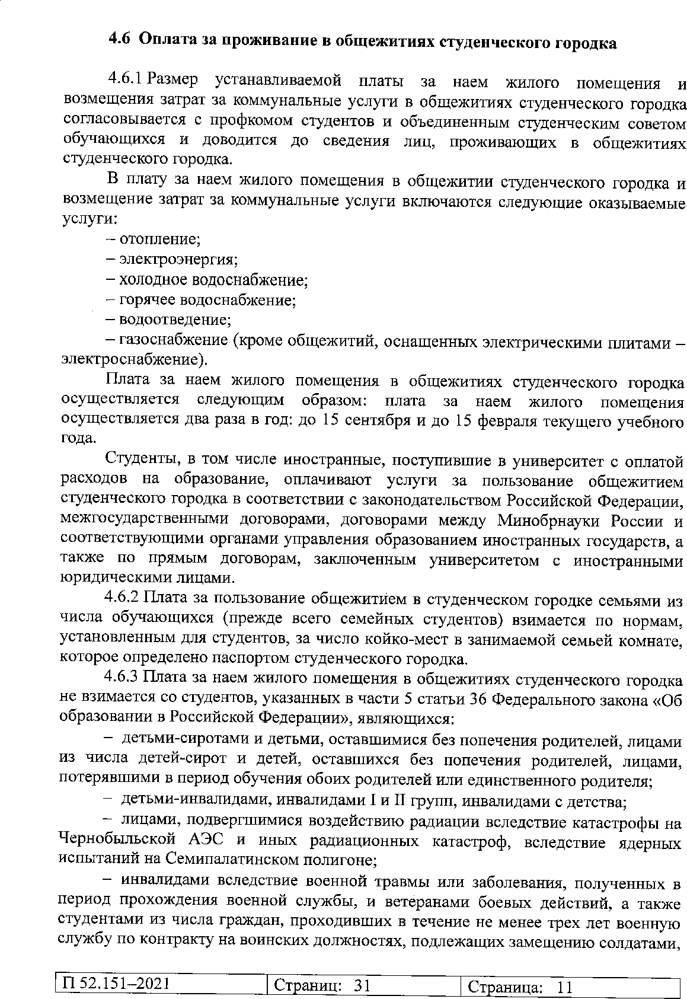 4.6 Оплата за проживание в общежитиях студенческого городка
4.6.1 Размер устанавливаемой платы за наем жилого помещения и
возмещения затрат за коммунальные услуги в общежитиях студенческого городка
согласовывается с профкомом студентов и объединенным студенческим советом
обучающихся и доводится до сведения лиц, проживающих в общежитиях
студенческого городка.
В плату за наем жилого помещения в общежитии студенческого городка и
возмещение затрат за коммунальные услуги включаются следующие оказываемые
услуги:
– отопление;
– электроэнергия;
– холодное водоснабжение;
– горячее водоснабжение;
– водоотведение;
– газоснабжение (кроме общежитий, оснащенных электрическими плитами –
электроснабжение).
Плата за наем жилого помещения в общежитиях студенческого городка
осуществляется следующим образом: плата за наем жилого помещения
осуществляется два раза в год: до 15 сентября и до 15 февраля текущего учебного
года.
Студенты, в том числе иностранные, поступившие в университет с оплатой
расходов на образование, оплачивают услуги за пользование общежитием
студенческого городка в соответствии с законодательством Российской Федерации,
межгосударственными договорами, договорами между Минобрнауки России и
соответствующими органами управления образованием иностранных государств, а
также по прямым договорам, заключенным университетом с иностранными
юридическими лицами.
4.6.2 Плата за пользование общежитием в студенческом городке семьями из
числа обучающихся (прежде всего семейных студентов) взимается по нормам,
установленным для студентов, за число койко-мест в занимаемой семьей комнате,
которое определено паспортом студенческого городка.
4.6.3 Плата за наем жилого помещения в общежитиях студенческого городка
не взимается со студентов, указанных в части 5 статьи 36 Федерального закона «Об
образовании в Российской Федерации», являющихся:
– детьми-сиротами и детьми, оставшимися без попечения родителей, лицами
из числа детей-сирот и детей, оставшихся без попечения родителей, лицами,
потерявшими в период обучения обоих родителей или единственного родителя;
– детьми-инвалидами, инвалидами I и II групп, инвалидами с детства;
– лицами, подвергшимися воздействию радиации вследствие катастрофы на
Чернобыльской АЭС и иных радиационных катастроф, вследствие ядерных
испытаний на Семипалатинском полигоне;
– инвалидами вследствие военной травмы или заболевания, полученных в
период прохождения военной службы, и ветеранами боевых действий, а также
студентами из числа граждан, проходивших в течение не менее трех лет военную
службу по контракту на воинских должностях, подлежащих замещению солдатами,
П 52.151–2021 Страниц: 31 Страница: 11